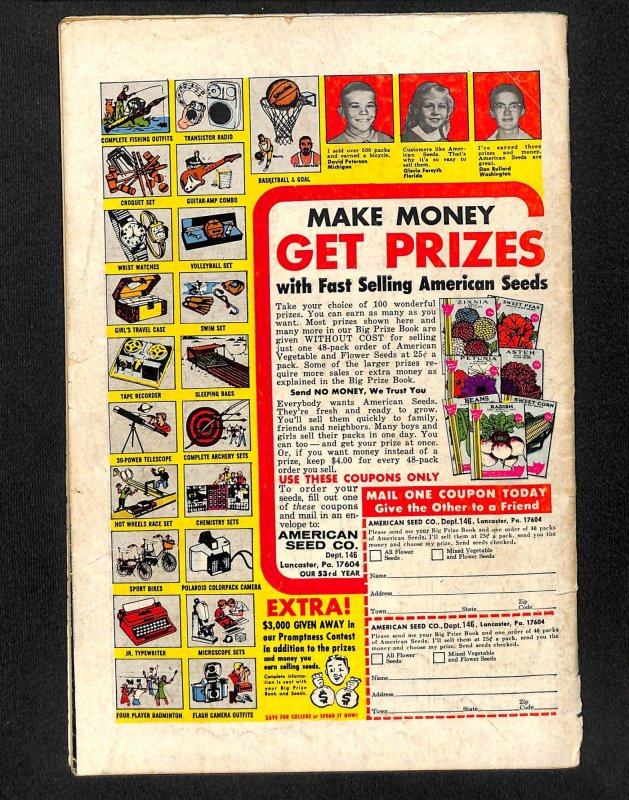 COMPLETE FISHING OUTFITS
TRANSISTOR RADIO
CROQUET SET
GUITAR-AMP COMBO
BASKETBALL & GOAL
WRIST WATCHES
VOLLEYBALL SET
GIRL'S TRAVEL CASE
SWIM SET
TAPE RECORDER
SLEEPING BAGS
30-POWER TELESCOPE
COMPLETE ARCHERY SETS
HOT WHEELS RACE SET
CHEMISTRY SETS
SPORT BIKES
POLAROID COLORPACK CAMERA
JR. TYPEWRITER
MICROSCOPE SETS
FOUR PLAYER BADMINTON
FLASH CAMERA OUTFITS
I sold over 500 packs
and earned a bicycle.
David Peterson
Michigan
Customers like Amer-
ican Seeds. That's
why it's so easy to
sell them.
Gloria Forsyth
Florida
I've earned three
prizes and money.
American Seeds are
great.
Dan Bollard
Washington
MAKE MONEY
GET PRIZES
with Fast Selling American Seeds
Take your choice of 100 wonderful
prizes. You can earn as many as you
want. Most prizes shown here and
many more in our Big Prize Book are
given WITHOUT COST for selling
just one 48-pack order of American
Vegetable and Flower Seeds at 25¢ a
pack. Some of the larger prizes re-
quire more sales or extra money as
explained in the Big Prize Book.
Send NO MONEY, We Trust You
Everybody wants American Seeds.
They're fresh and ready to grow.
You'll sell them quickly to family,
friends and neighbors. Many boys and
girls sell their packs in one day. You
can too — and get your prize at once.
Or, if you want money instead of a
prize, keep $4.00 for every 48-pack
order you sell.
ZINNIA
SWEET PEAS
PETUNIA
ASTER
BEANS
RADISH
SWEET CORN
USE THESE COUPONS ONLY
To order your
seeds, fill out one
of these coupons
and mail in an en-
velope to:
AMERICAN
SEED CO.
Dept. 146
Lancaster, Pa. 17604
OUR 53rd YEAR
MAIL ONE COUPON TODAY
Give the Other to a Friend
AMERICAN SEED CO. Dept. 146, Lancaster, Pa. 17604
Please send me your Big Prize Book and one order of 48 packs
of American Seeds. I'll sell them at 25¢ a pack, send you the
money and choose my prize. Send seeds checked.
All Flower Seeds
Mixed Vegetable and Flower Seeds
Name
Address
Town State Zip Code
AMERICAN SEED CO., Dept. 146, Lancaster, Pa. 17604
Please send me your Big Prize Book and one order of 48 packs
of American Seeds. I'll sell them at 25¢ a pack, send you the
money and choose my prize. Send seeds checked.
All Flower Seeds
Mixed Vegetable and Flower Seeds
Name
Address
Town State Zip Code
EXTRA!
$3,000 GIVEN AWAY in
our Promptness Contest
in addition to the prizes
and money you
earn selling seeds.
Complete infor-
mation is sent with
your Big Prize
Book and Seeds.
SAVE FOR COLLEGE or SPEND IT NOW!